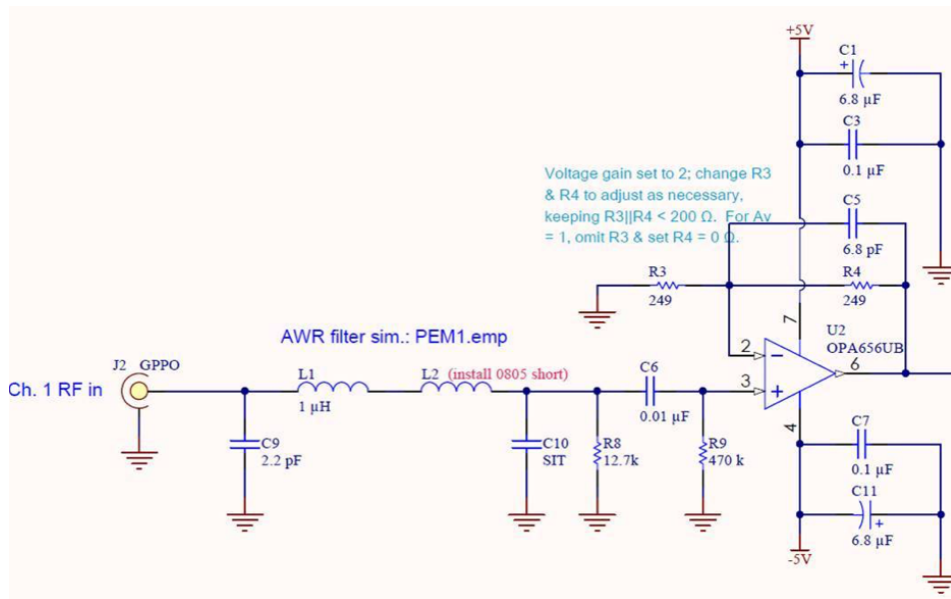 +5V
C1
+
6.8 µF
C3
0.1 µF
Voltage gain set to 2; change R3
& R4 to adjust as necessary,
keeping R3||R4 < 200 Ω. For Av
= 1, omit R3 & set R4 = 0 Ω.
C5
6.8 pF
R3
249
R4
249
7
U2
OPA656UB
2
6
3
4
AWR filter sim.: PEM1.emp
J2 GPPO
Ch. 1 RF in
L1
1 µH
L2 (install 0805 short)
C6
0.01 µF
C9
2.2 pF
C10
SIT
R8
12.7k
R9
470 k
C7
0.1 µF
C11
+
6.8 µF
-5V